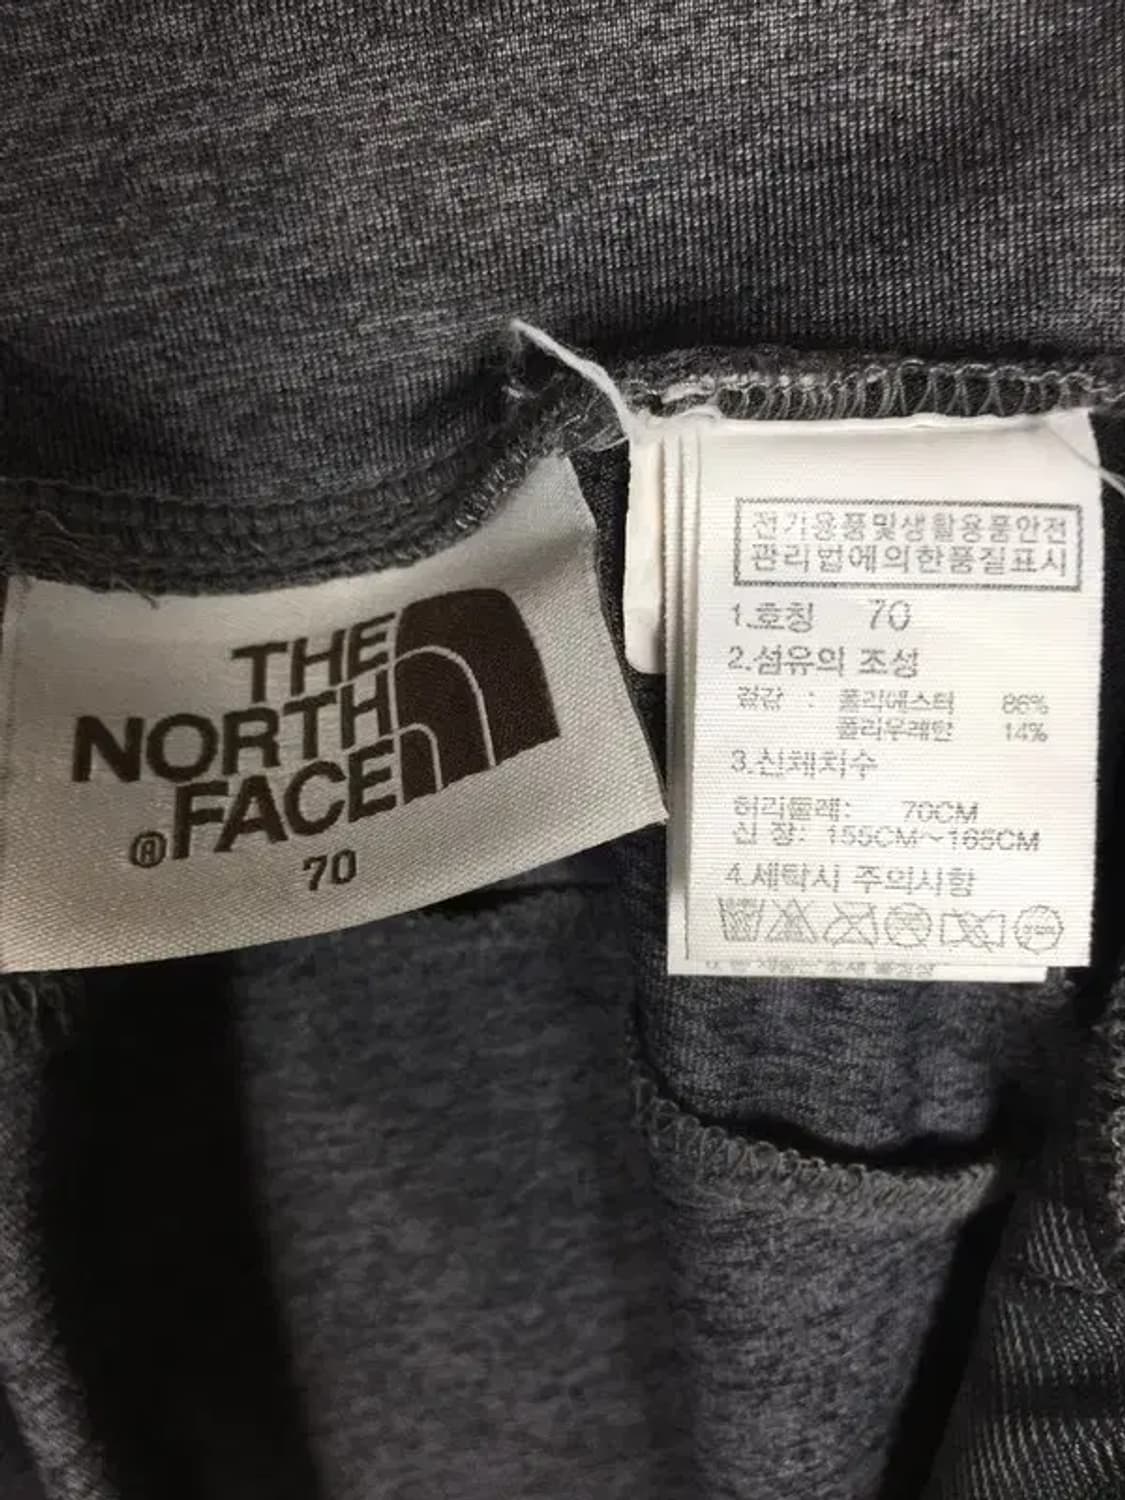 THE
NORTH
FACE
®
70
전기용품및생활용품안전
관리법에의한품질표시
1.호칭 70
2.섬유의 조성
겉감 : 폴리에스터 86%
폴리우레탄 14%
3.신체치수
허리둘레: 70CM
신 장: 155CM~165CM
4.세탁시 주의사항